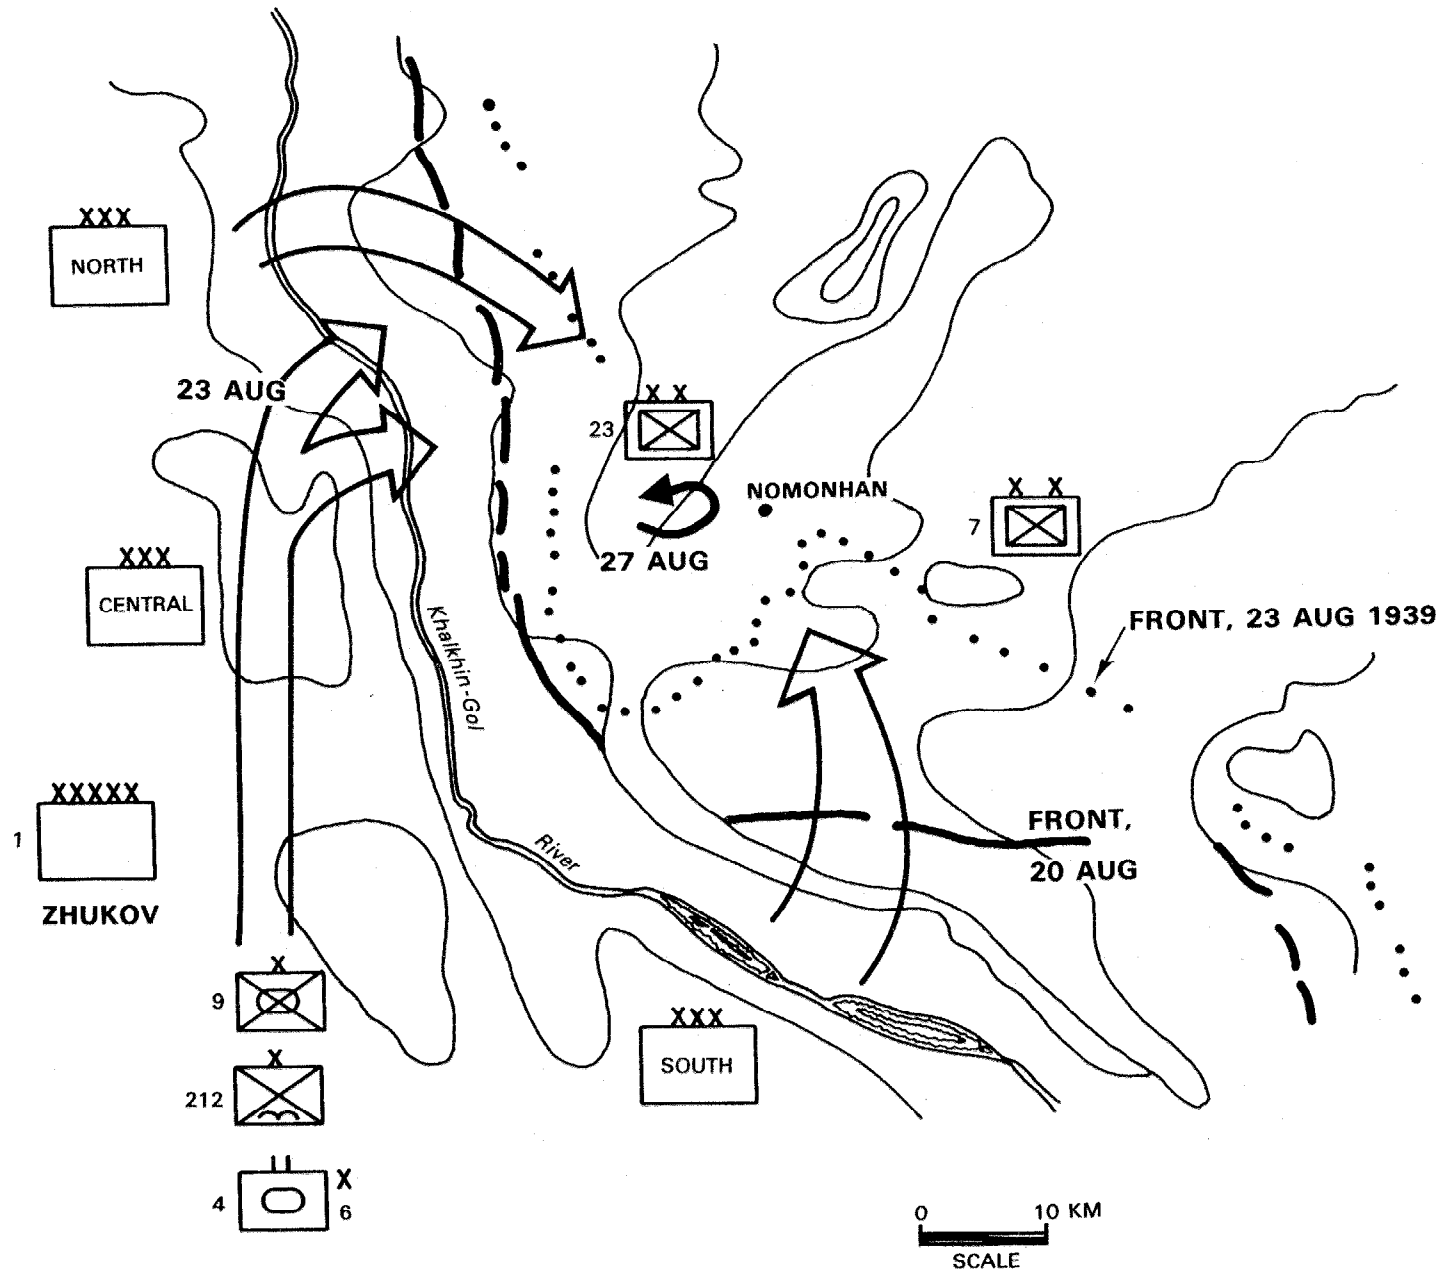 XXX
NORTH
23 AUG
X X
23
NOMONHAN
X X
7
27 AUG
XXX
CENTRAL
Khalkhin-Gol
FRONT, 23 AUG 1939
XXXXX
1
ZHUKOV
River
FRONT,
20 AUG
X
9
XXX
SOUTH
X
212
II
X
4
6
0 10 KM
SCALE